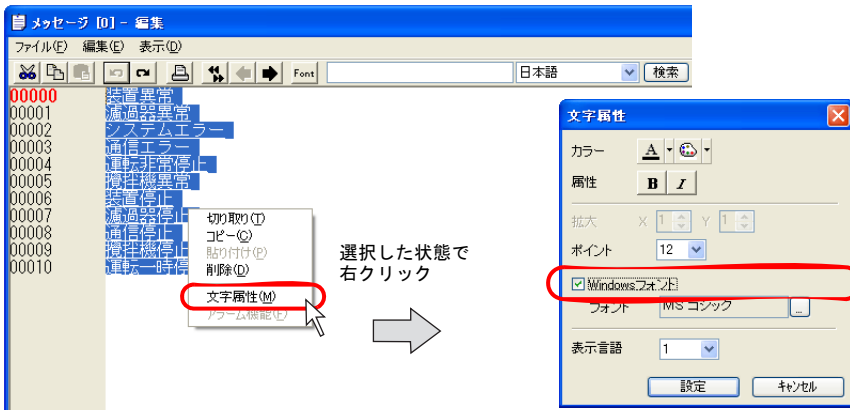 メッセージ [0] - 編集
ファイル(F) 編集(E) 表示(D)
Font 日本語 検索
00000 装置異常
00001 濾過器異常
00002 システムエラー
00003 通信エラー
00004 運転非常停止
00005 攪拌機異常
00006 装置停止
00007 濾過器停止
00008 通信停止
00009 攪拌機停止
00010 運転一時停
切り取り(T)
コピー(C)
貼り付け(P)
削除(D)
文字属性(M)
アラーム機能(E)
選択した状態で
右クリック
文字属性
カラー A
属性 B I
拡大 X 1 Y 1
ポイント 12
Windowsフォント
フォント MS ゴシック ...
表示言語 1
設定 キャンセル